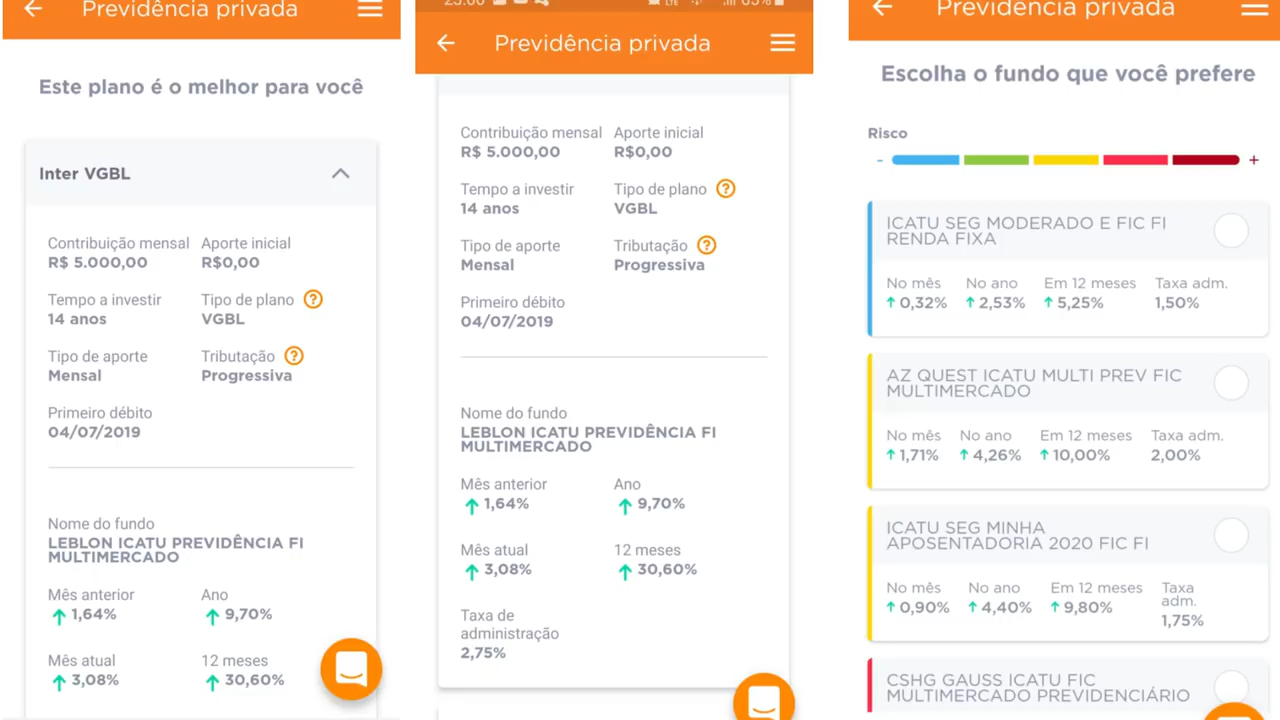 Previdência privada
Este plano é o melhor para você
Inter VGBL
Contribuição mensal Aporte inicial
R$ 5.000,00 R$0,00
Tempo a investir Tipo de plano ?
14 anos VGBL
Tipo de aporte Tributação ?
Mensal Progressiva
Primeiro débito
04/07/2019
Nome do fundo
LEBLON ICATU PREVIDÊNCIA FI
MULTIMERCADO
Mês anterior Ano
1,64% 9,70%
Mês atual 12 meses
3,08% 30,60%
Previdência privada
Contribuição mensal Aporte inicial
R$ 5.000,00 R$0,00
Tempo a investir Tipo de plano ?
14 anos VGBL
Tipo de aporte Tributação ?
Mensal Progressiva
Primeiro débito
04/07/2019
Nome do fundo
LEBLON ICATU PREVIDÊNCIA FI
MULTIMERCADO
Mês anterior Ano
1,64% 9,70%
Mês atual 12 meses
3,08% 30,60%
Taxa de
administração
2,75%
Previdência privada
Escolha o fundo que você prefere
Risco
- +
ICATU SEG MODERADO E FIC FI
RENDA FIXA
No mês No ano Em 12 meses Taxa adm.
0,32% 2,53% 5,25% 1,50%
AZ QUEST ICATU MULTI PREV FIC
MULTIMERCADO
No mês No ano Em 12 meses Taxa adm.
1,71% 4,26% 10,00% 2,00%
ICATU SEG MINHA
APOSENTADORIA 2020 FIC FI
No mês No ano Em 12 meses Taxa
adm.
0,90% 4,40% 9,80% 1,75%
CSHG GAUSS ICATU FIC
MULTIMERCADO PREVIDENCIÁRIO